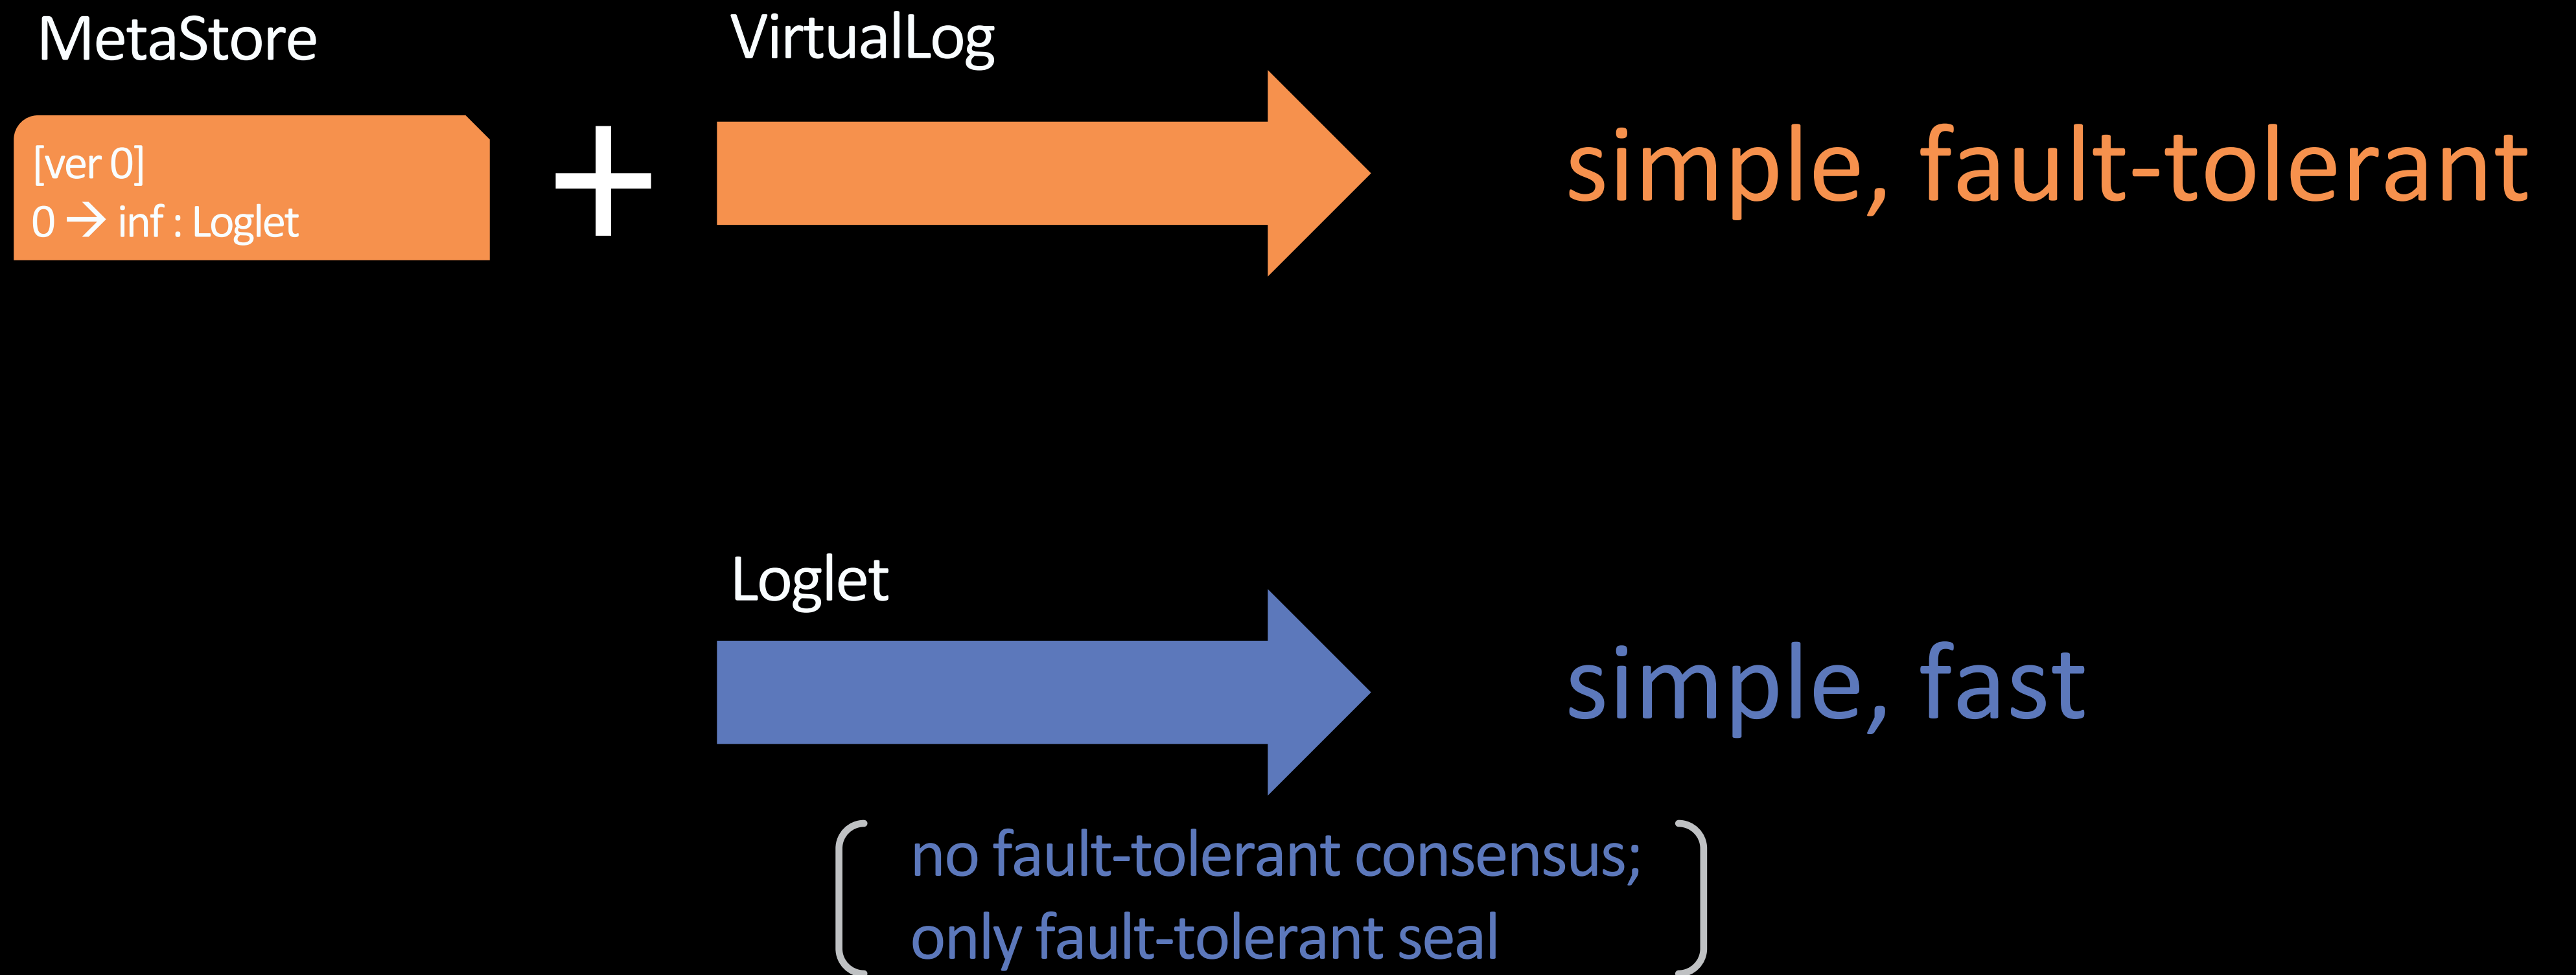 MetaStore
VirtualLog
[ver 0]
0 → inf : Loglet
+
simple, fault-tolerant
Loglet
simple, fast
no fault-tolerant consensus;
only fault-tolerant seal